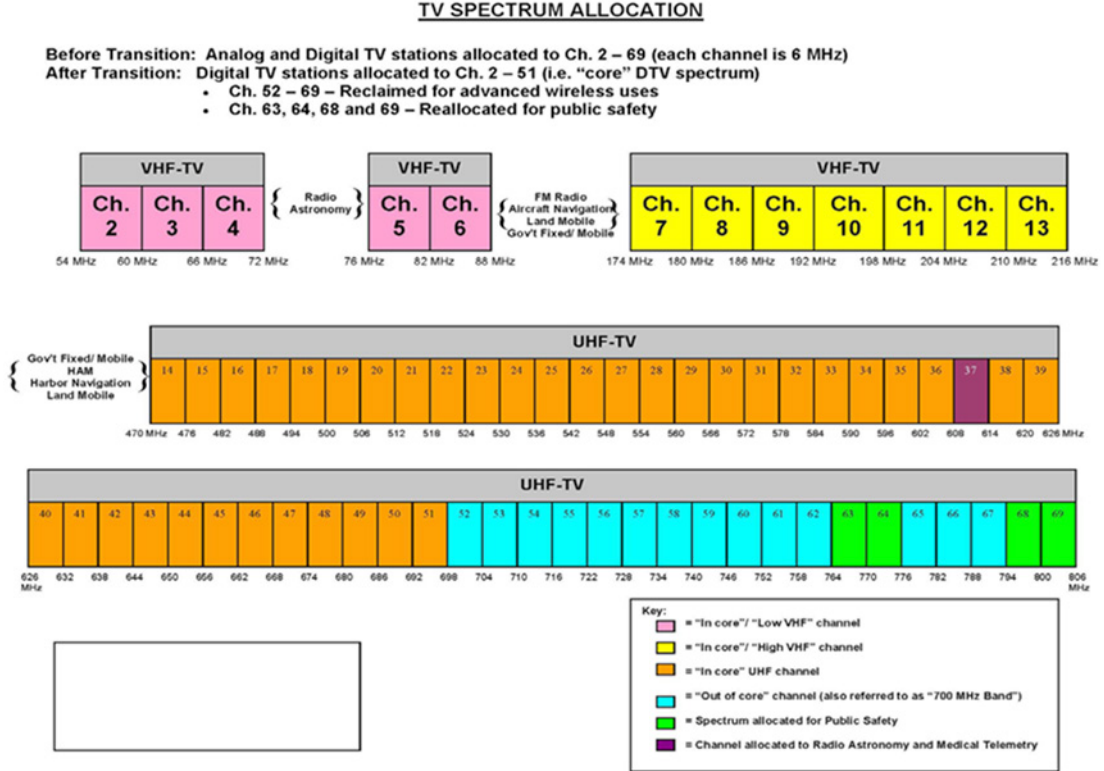 TV SPECTRUM ALLOCATION
Before Transition: Analog and Digital TV stations allocated to Ch. 2 – 69 (each channel is 6 MHz)
After Transition: Digital TV stations allocated to Ch. 2 – 51 (i.e. “core” DTV spectrum)
• Ch. 52 – 69 – Reclaimed for advanced wireless uses
• Ch. 63, 64, 68 and 69 – Reallocated for public safety
VHF-TV VHF-TV VHF-TV
Ch. 2 Ch. 3 Ch. 4
{ Radio Astronomy }
Ch. 5 Ch. 6
{ FM Radio
Aircraft Navigation
Land Mobile
Gov't Fixed/ Mobile }
Ch. 7 Ch. 8 Ch. 9 Ch. 10 Ch. 11 Ch. 12 Ch. 13
54 MHz 60 MHz 66 MHz 72 MHz 76 MHz 82 MHz 88 MHz 174 MHz 180 MHz 186 MHz 192 MHz 198 MHz 204 MHz 210 MHz 216 MHz
UHF-TV
{ Gov't Fixed/ Mobile
HAM
Harbor Navigation
Land Mobile }
14 15 16 17 18 19 20 21 22 23 24 25 26 27 28 29 30 31 32 33 34 35 36 37 38 39
470 MHz 476 482 488 494 500 506 512 518 524 530 536 542 548 554 560 566 572 578 584 590 596 602 608 614 620 626 MHz
UHF-TV
40 41 42 43 44 45 46 47 48 49 50 51 52 53 54 55 56 57 58 59 60 61 62 63 64 65 66 67 68 69
626 MHz 632 638 644 650 656 662 668 674 680 686 692 698 704 710 716 722 728 734 740 746 752 758 764 770 776 782 788 794 800 806 MHz
Key:
= “In core”/ “Low VHF” channel
= “In core”/ “High VHF” channel
= “In core” UHF channel
= “Out of core” channel (also referred to as “700 MHz Band”)
= Spectrum allocated for Public Safety
= Channel allocated to Radio Astronomy and Medical Telemetry